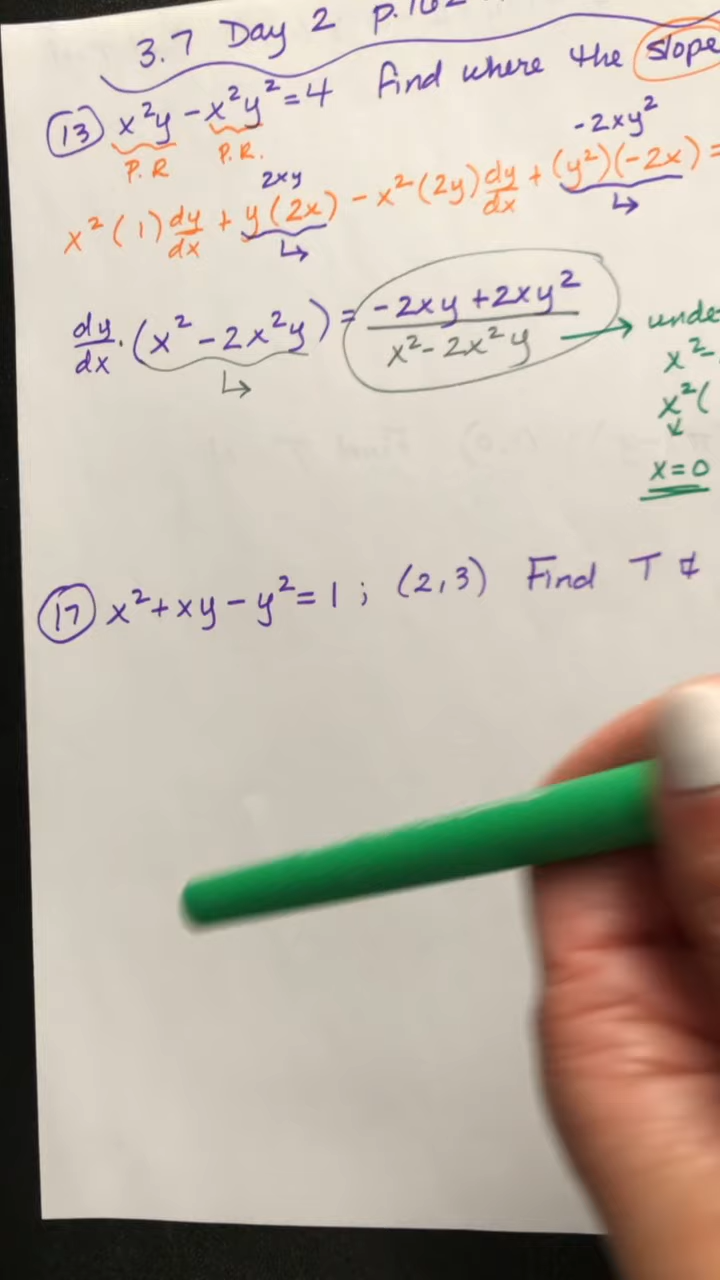 3.7 Day 2 p.162
(13) x²y - x²y² = 4 Find where the slope
P.R P.R.
2xy -2xy²
x²(1)dy/dx + y(2x) - x²(2y)dy/dx + (y²)(-2x) =
dy/dx · (x² - 2x²y) = (-2xy + 2xy²)/(x² - 2x²y) → unde
x² -
x²(
x = 0
(17) x² + xy - y² = 1 ; (2,3) Find T &